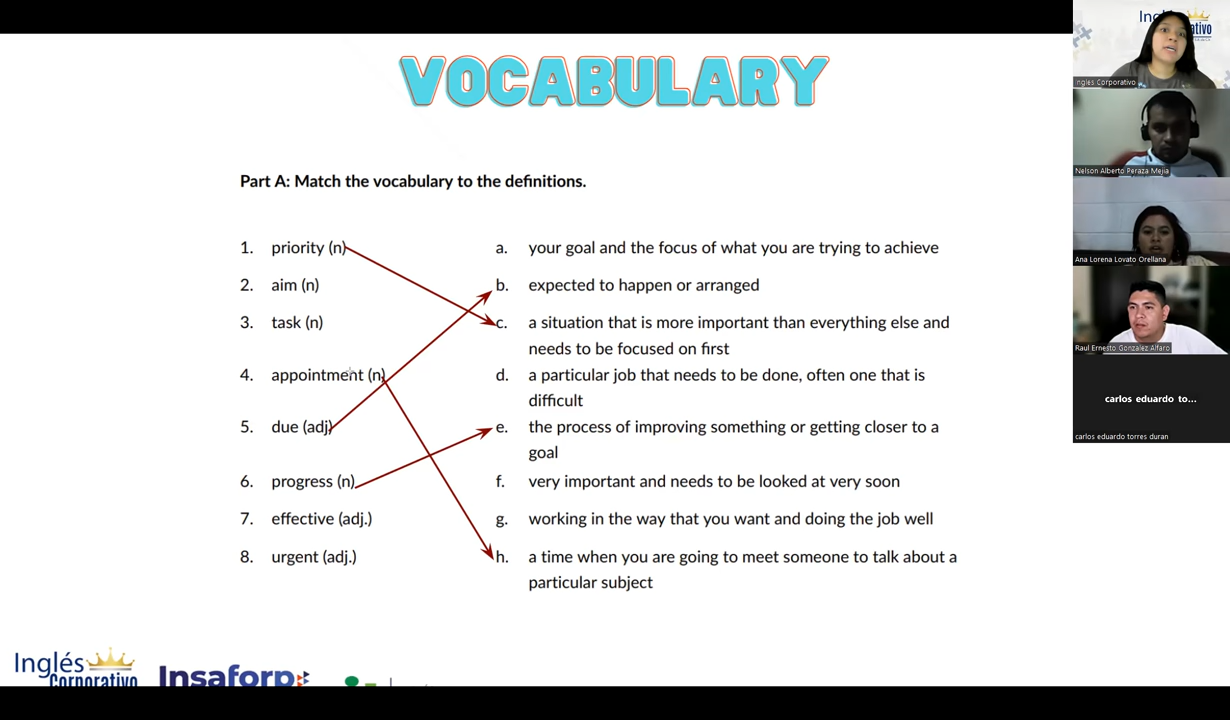 VOCABULARY
Part A: Match the vocabulary to the definitions.
1. priority (n)
2. aim (n)
3. task (n)
4. appointment (n)
5. due (adj)
6. progress (n)
7. effective (adj.)
8. urgent (adj.)
a. your goal and the focus of what you are trying to achieve
b. expected to happen or arranged
c. a situation that is more important than everything else and
needs to be focused on first
d. a particular job that needs to be done, often one that is
difficult
e. the process of improving something or getting closer to a
goal
f. very important and needs to be looked at very soon
g. working in the way that you want and doing the job well
h. a time when you are going to meet someone to talk about a
particular subject
Inglés
Corporativo
Insaforp
Ingles Corporativo
Nelson Alberto Peraza Mejia
Ana Lorena Lovato Orellana
Raul Ernesto Gonzalez Alfaro
carlos eduardo to...
carlos eduardo torres duran